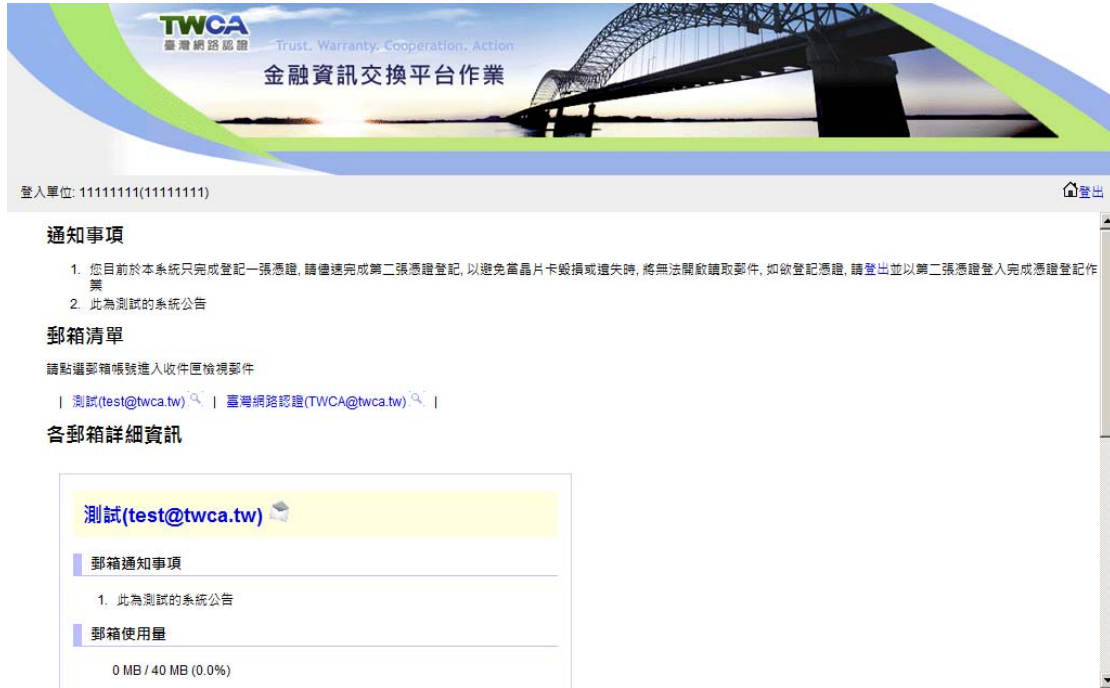 TWCA
臺灣網路認證
Trust. Warranty. Cooperation. Action
金融資訊交換平台作業
登入單位: 11111111(11111111)
登出
通知事項
1. 您目前於本系統只完成登記一張憑證, 請儘速完成第二張憑證登記, 以避免當晶片卡毀損或遺失時, 將無法開啟讀取郵件, 如欲登記憑證, 請登出並以第二張憑證登入完成憑證登記作
業
2. 此為測試的系統公告
郵箱清單
請點選郵箱帳號進入收件匣檢視郵件
| 測試(test@twca.tw) | 臺灣網路認證(TWCA@twca.tw) |
各郵箱詳細資訊
測試(test@twca.tw)
郵箱通知事項
1. 此為測試的系統公告
郵箱使用量
0 MB / 40 MB (0.0%)